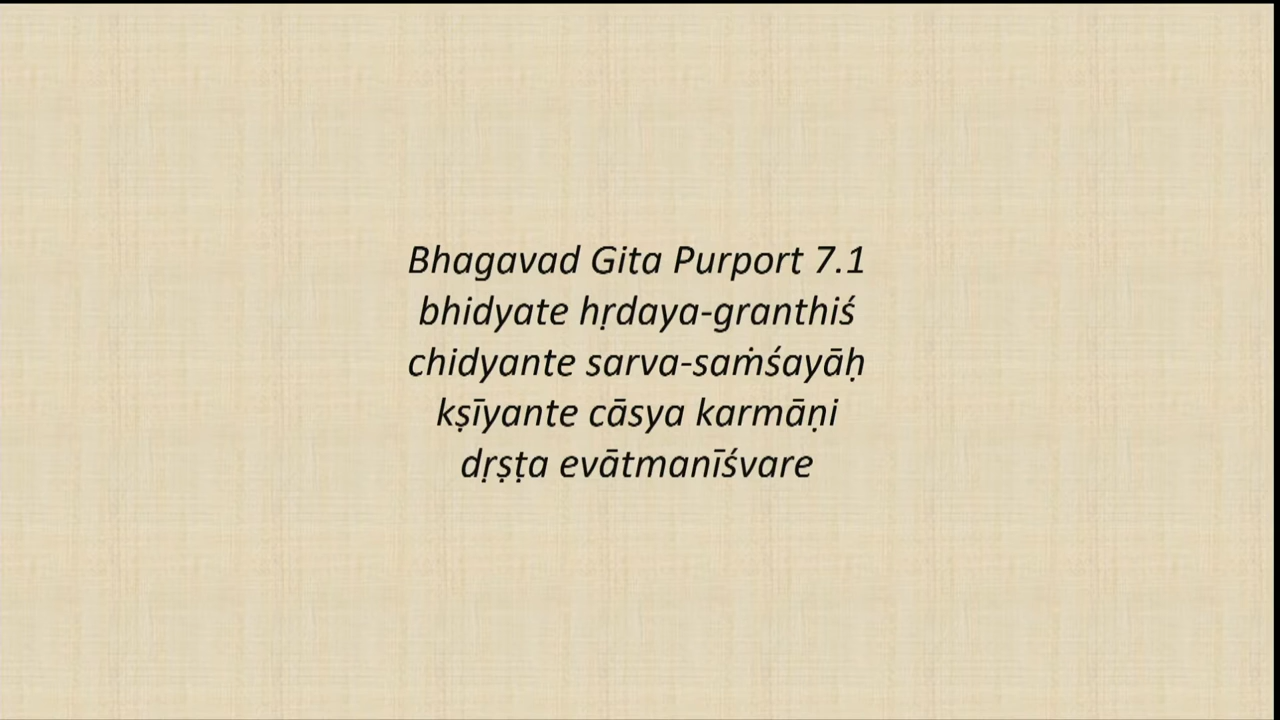 Bhagavad Gita Purport 7.1
bhidyate hṛdaya-granthiś
chidyante sarva-saṁśayāḥ
kṣīyante cāsya karmāṇi
dṛṣṭa evātmanīśvare